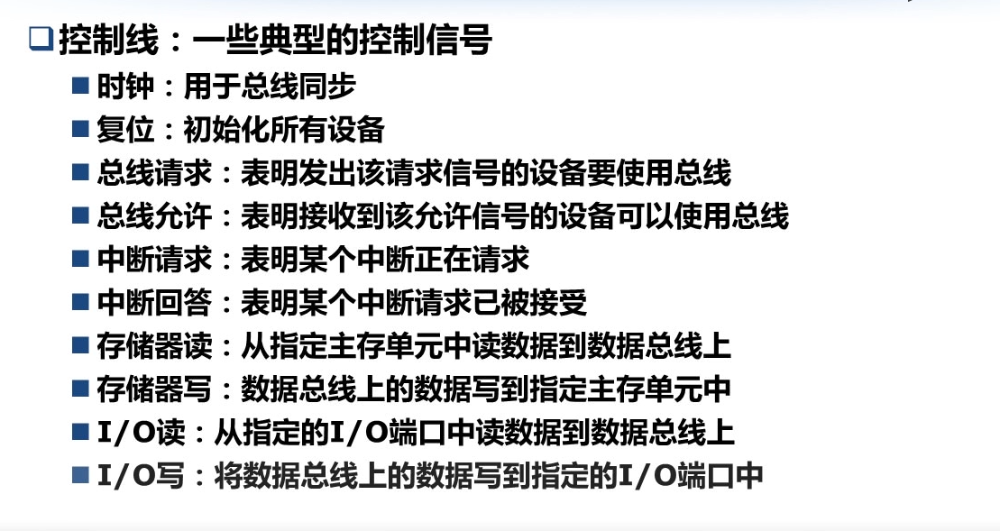 控制线：一些典型的控制信号
时钟：用于总线同步
复位：初始化所有设备
总线请求：表明发出该请求信号的设备要使用总线
总线允许：表明接收到该允许信号的设备可以使用总线
中断请求：表明某个中断正在请求
中断回答：表明某个中断请求已被接受
存储器读：从指定主存单元中读数据到数据总线上
存储器写：数据总线上的数据写到指定主存单元中
I/O读：从指定的I/O端口中读数据到数据总线上
I/O写：将数据总线上的数据写到指定的I/O端口中